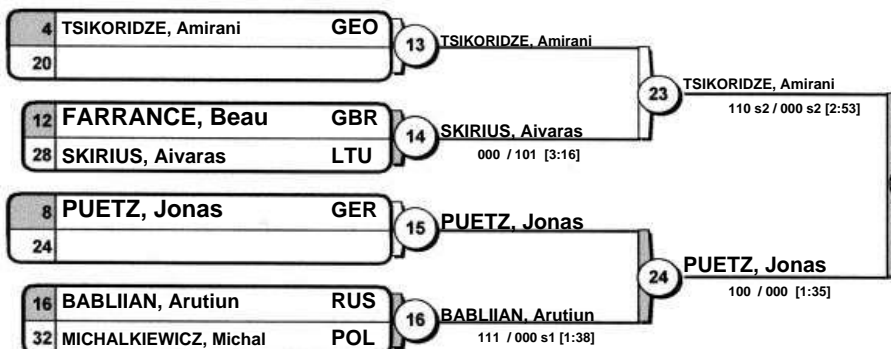 4 TSIKORIDZE, Amirani GEO
20
13
TSIKORIDZE, Amirani
12 FARRANCE, Beau GBR
28 SKIRIUS, Aivaras LTU
14
SKIRIUS, Aivaras
000 / 101 [3:16]
23
TSIKORIDZE, Amirani
110 s2 / 000 s2 [2:53]
8 PUETZ, Jonas GER
24
15
PUETZ, Jonas
16 BABLIIAN, Arutiun RUS
32 MICHALKIEWICZ, Michal POL
16
BABLIIAN, Arutiun
111 / 000 s1 [1:38]
24
PUETZ, Jonas
100 / 000 [1:35]